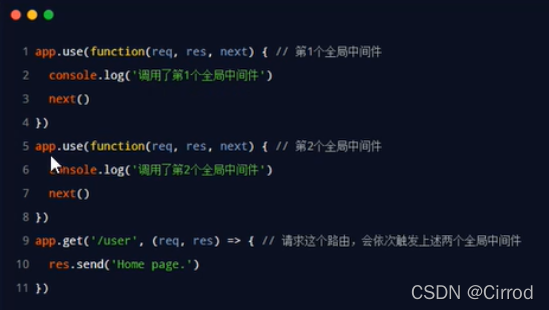 1 app.use(function(req, res, next) { // 第1个全局中间件
2   console.log('调用了第1个全局中间件')
3   next()
4 })
5 app.use(function(req, res, next) { // 第2个全局中间件
6   console.log('调用了第2个全局中间件')
7   next()
8 })
9 app.get('/user', (req, res) => { // 请求这个路由，会依次触发上述两个全局中间件
10   res.send('Home page.')
11 })
CSDN @Cirrod